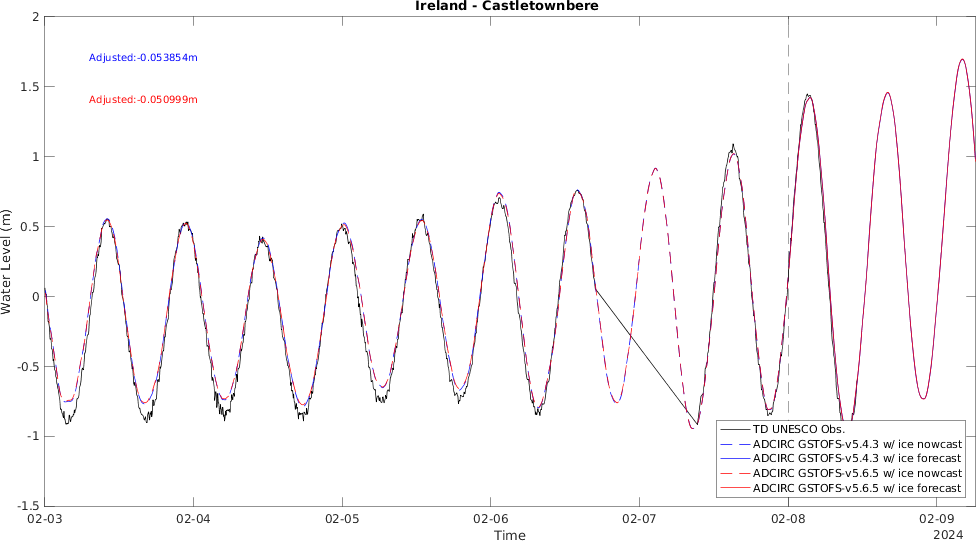 Ireland - Castletownbere
Adjusted:-0.053854m
Adjusted:-0.050999m
Water Level (m)
2
1.5
1
0.5
0
-0.5
-1
-1.5
TD UNESCO Obs.
ADCIRC GSTOFS-v5.4.3 w/ ice nowcast
ADCIRC GSTOFS-v5.4.3 w/ ice forecast
ADCIRC GSTOFS-v5.6.5 w/ ice nowcast
ADCIRC GSTOFS-v5.6.5 w/ ice forecast
02-03 02-04 02-05 02-06 02-07 02-08 02-09
Time
2024